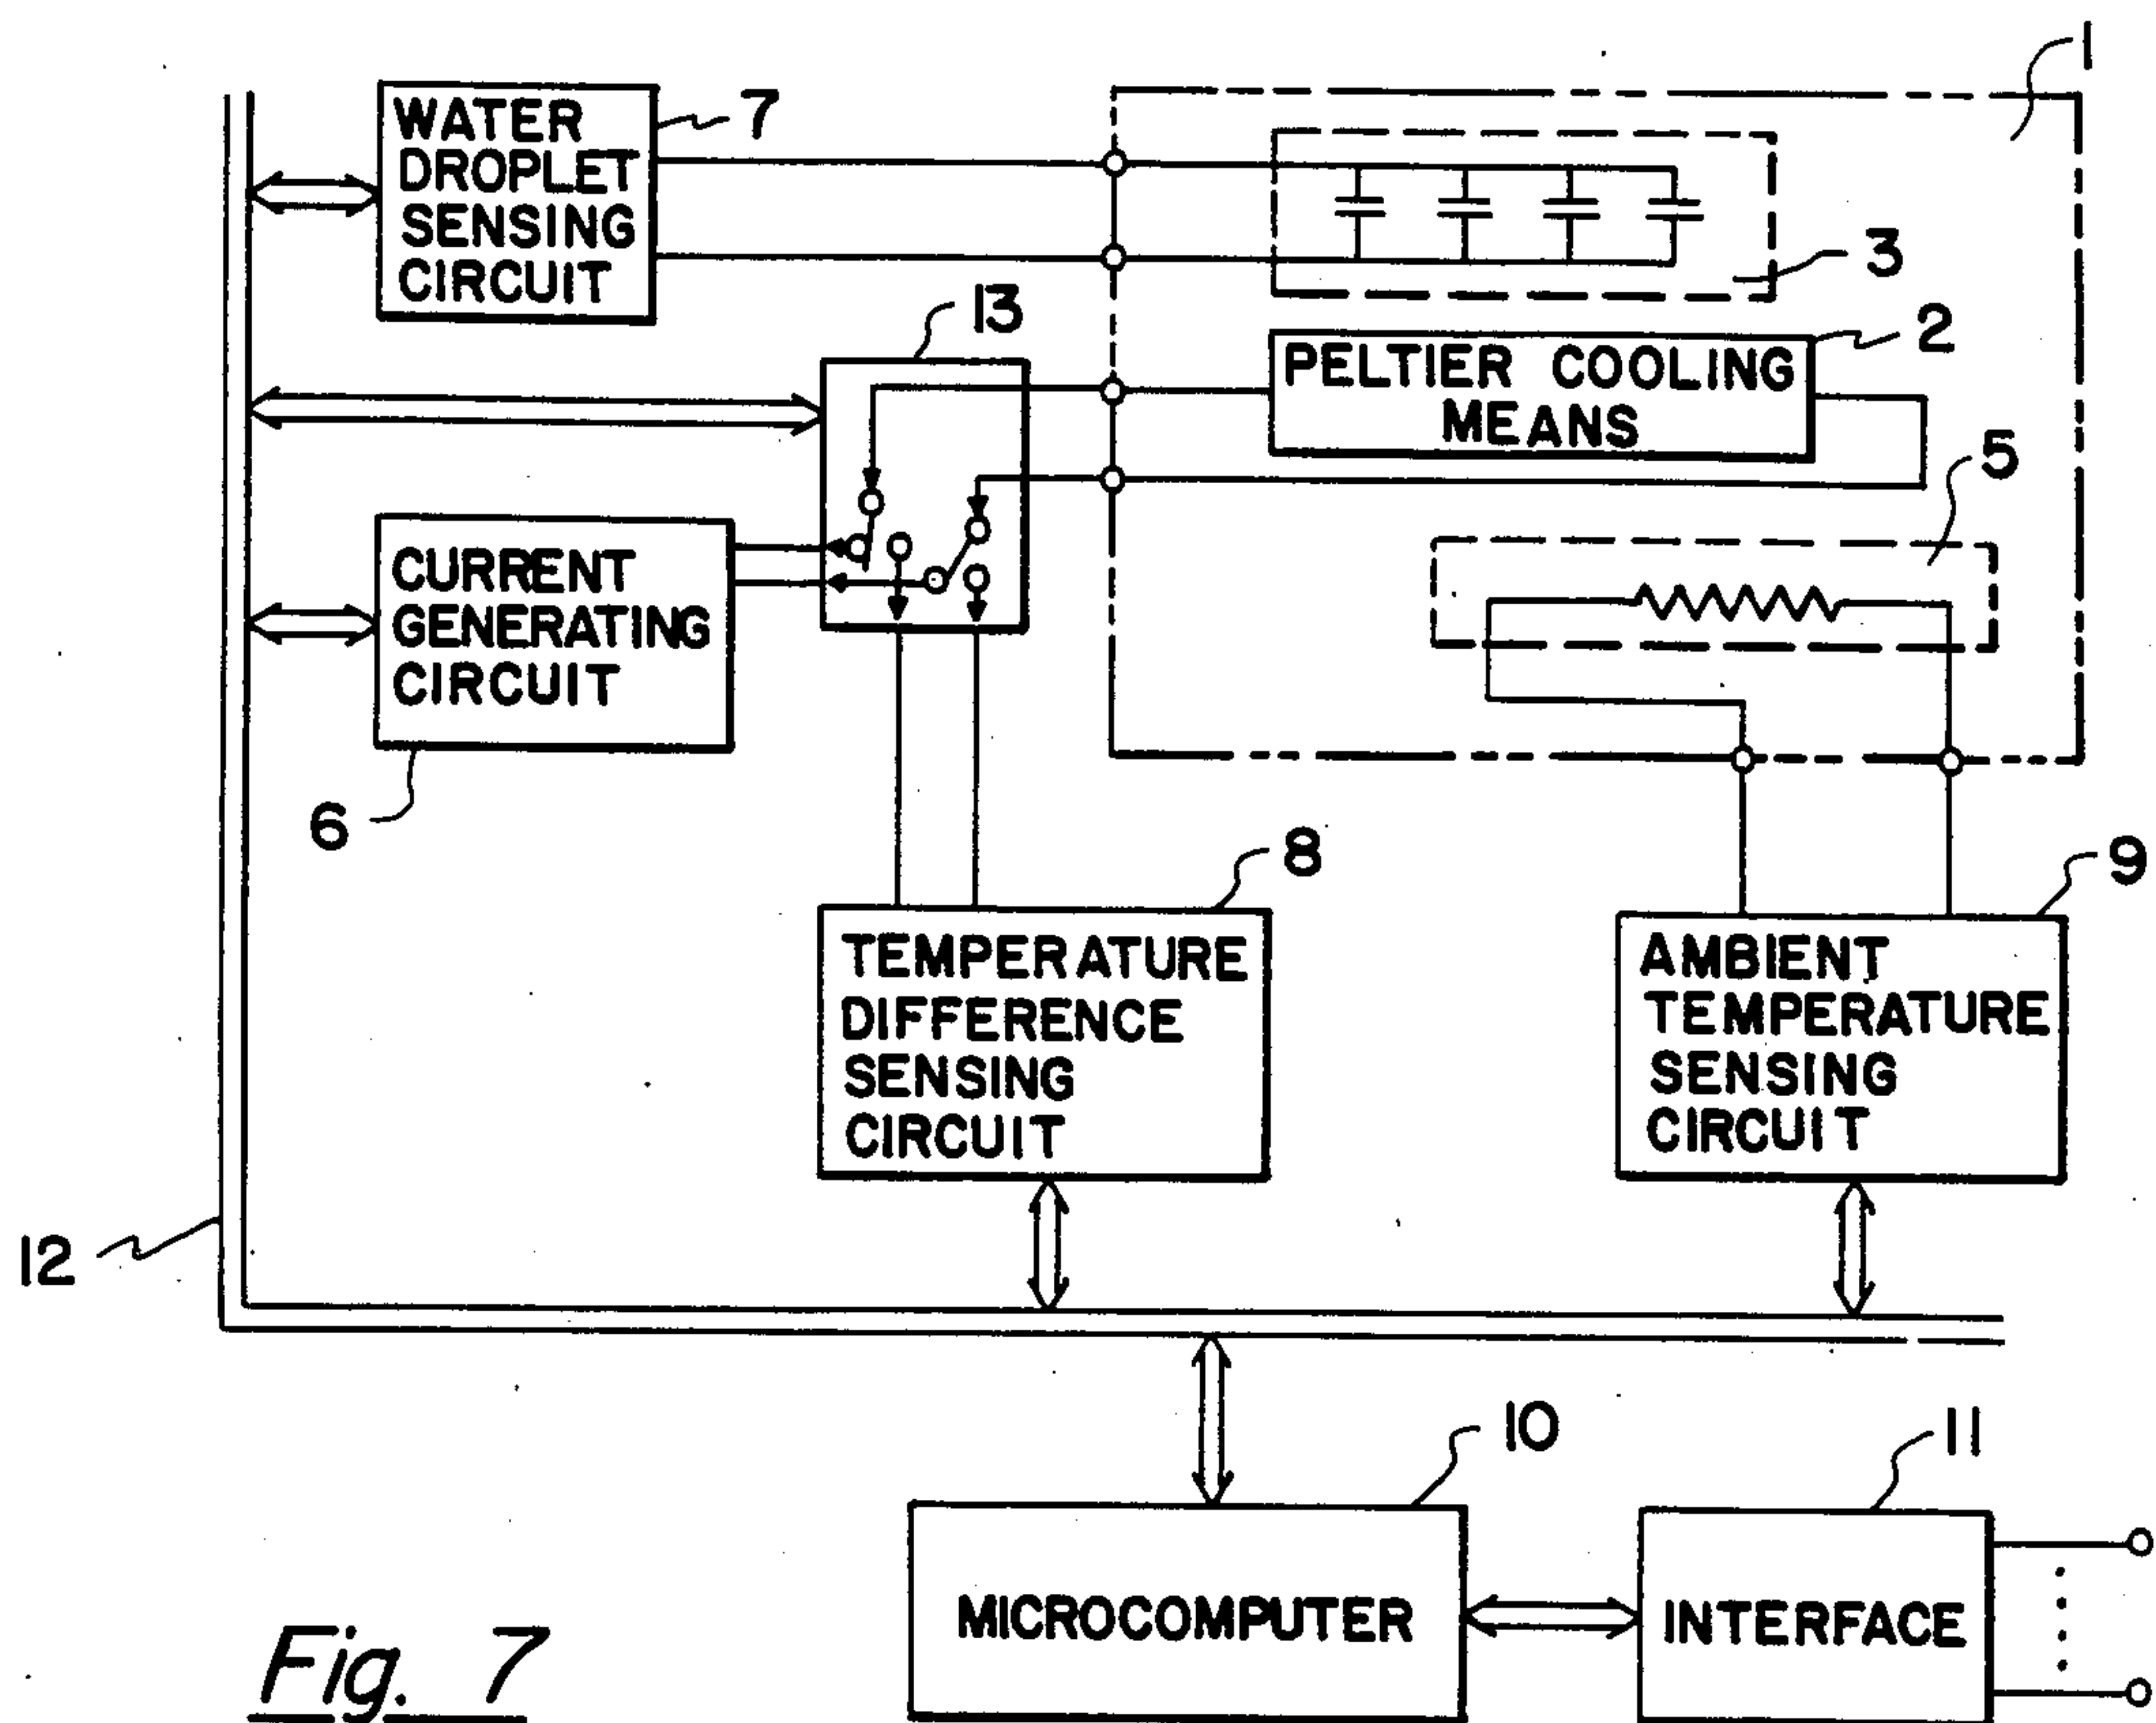 1
WATER
DROPLET
SENSING
CIRCUIT
7
3
13
PELTIER COOLING
MEANS
2
5
CURRENT
GENERATING
CIRCUIT
6
8
9
TEMPERATURE
DIFFERENCE
SENSING
CIRCUIT
AMBIENT
TEMPERATURE
SENSING
CIRCUIT
12
10
11
MICROCOMPUTER
INTERFACE
Fig. 7